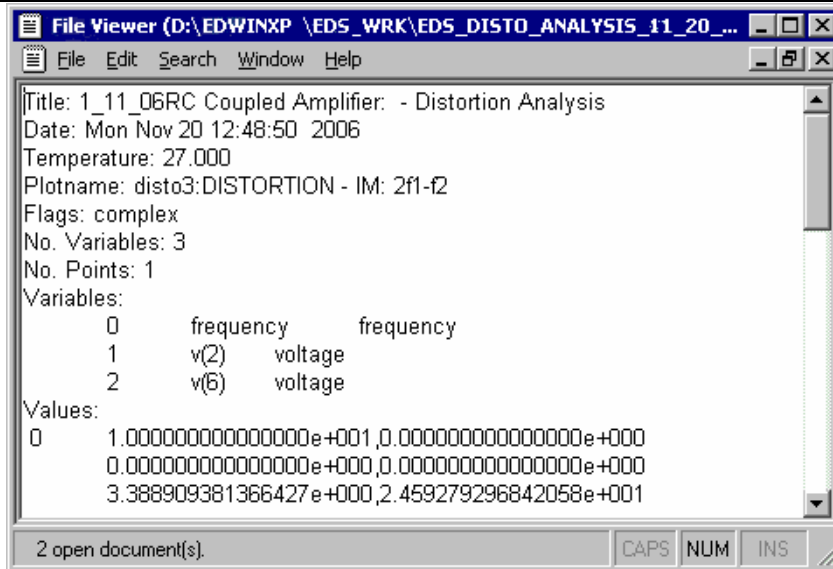 File Viewer (D:\EDWINXP \EDS_WRK\EDS_DISTO_ANALYSIS_11_20_...
File Edit Search Window Help
Title: 1_11_06RC Coupled Amplifier:  - Distortion Analysis
Date: Mon Nov 20 12:48:50  2006
Temperature: 27.000
Plotname: disto3:DISTORTION - IM: 2f1-f2
Flags: complex
No. Variables: 3
No. Points: 1
Variables:
0 frequency frequency
1 v(2) voltage
2 v(6) voltage
Values:
0 1.000000000000000e+001,0.000000000000000e+000
0.000000000000000e+000,0.000000000000000e+000
3.388909381366427e+000,2.459279296842058e+001
2 open document(s). CAPS NUM INS